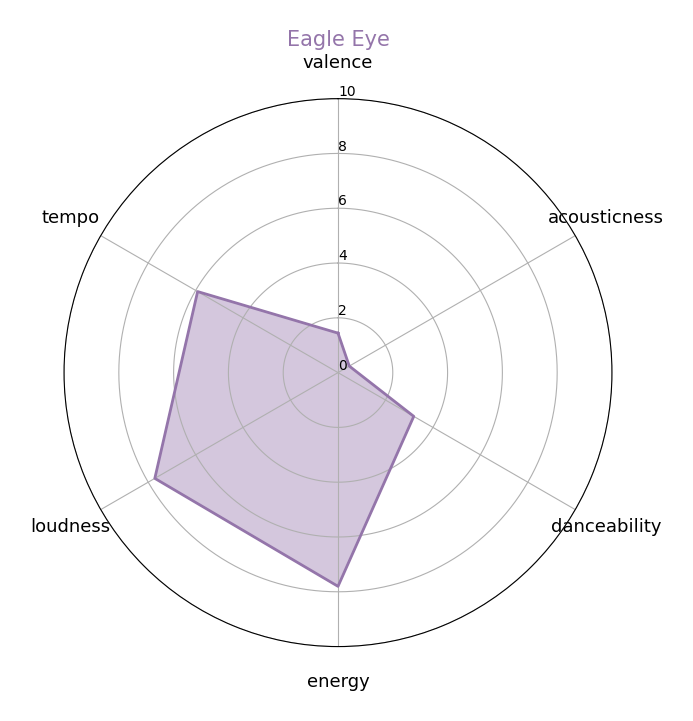 Eagle Eye
valence
10
8
6
4
2
0
tempo
acousticness
loudness
danceability
energy